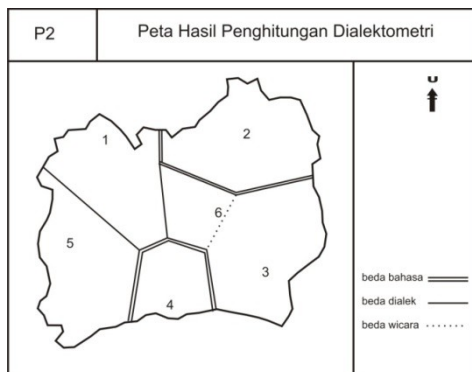 P2
Peta Hasil Penghitungan Dialektometri
U
1
2
6
5
3
4
beda bahasa
beda dialek
beda wicara